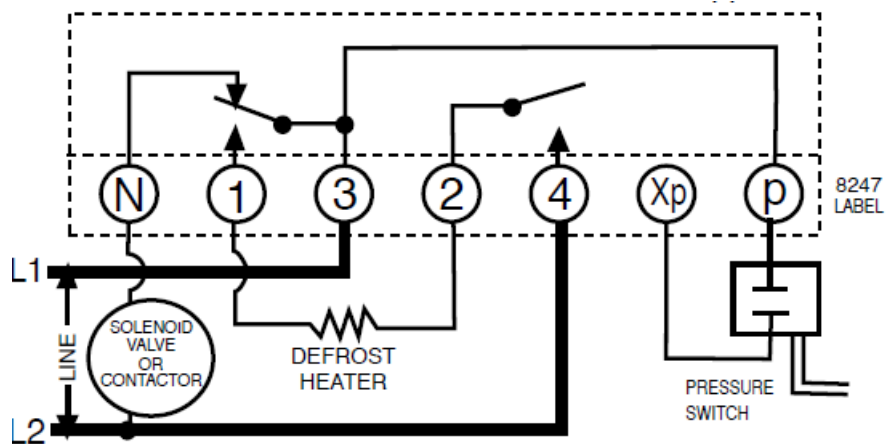 N
1
3
2
4
Xp
p
8247
LABEL
L1
SOLENOID
VALVE
OR
CONTACTOR
LINE
DEFROST
HEATER
PRESSURE
SWITCH
L2